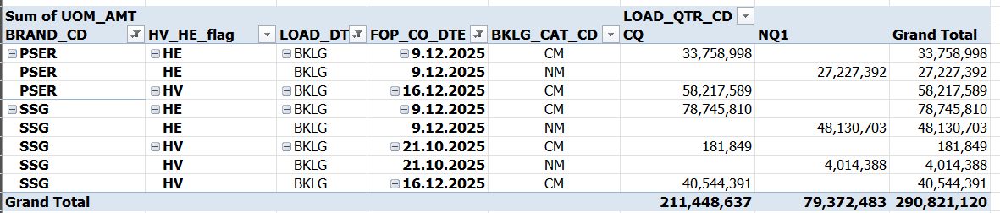 Sum of UOM_AMT LOAD_QTR_CD
BRAND_CD HV_HE_flag LOAD_DT FOP_CO_DTE BKLG_CAT_CD CQ NQ1 Grand Total
PSER HE BKLG 9.12.2025 CM 33,758,998 33,758,998
PSER HE BKLG 9.12.2025 NM 27,227,392 27,227,392
PSER HV BKLG 16.12.2025 CM 58,217,589 58,217,589
SSG HE BKLG 9.12.2025 CM 78,745,810 78,745,810
SSG HE BKLG 9.12.2025 NM 48,130,703 48,130,703
SSG HV BKLG 21.10.2025 CM 181,849 181,849
SSG HV BKLG 21.10.2025 NM 4,014,388 4,014,388
SSG HV BKLG 16.12.2025 CM 40,544,391 40,544,391
Grand Total 211,448,637 79,372,483 290,821,120